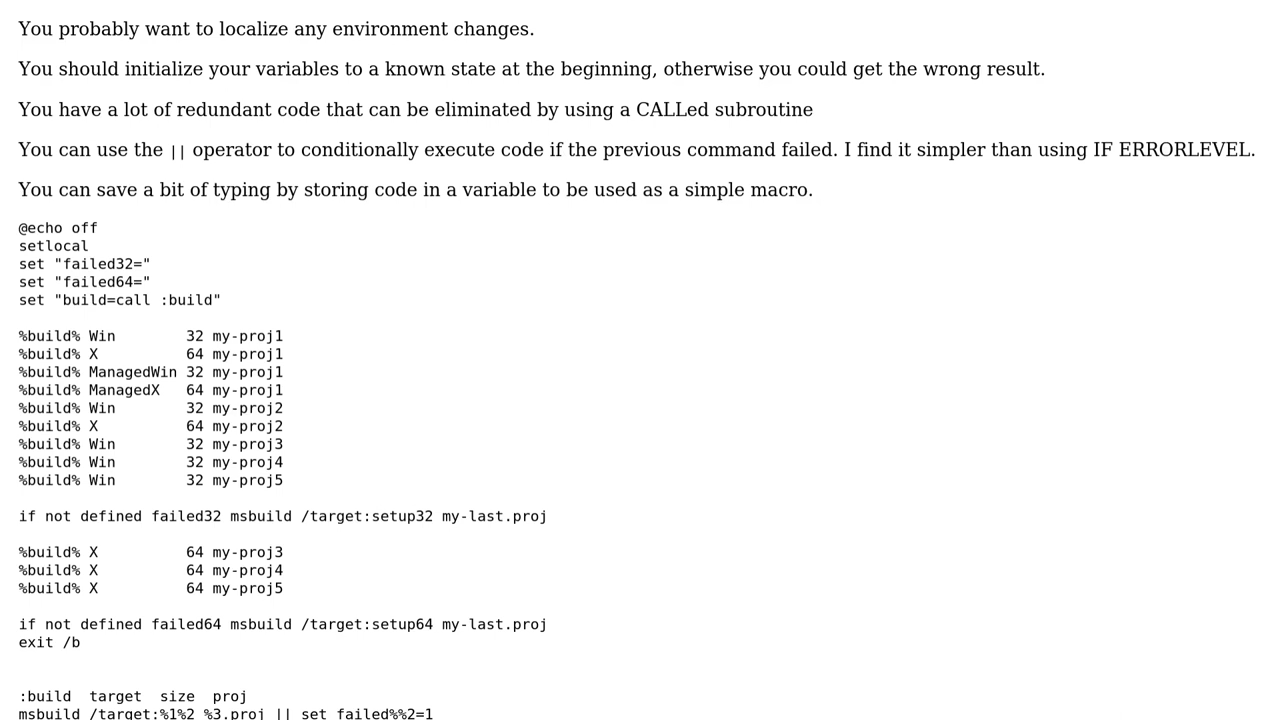 You probably want to localize any environment changes.
You should initialize your variables to a known state at the beginning, otherwise you could get the wrong result.
You have a lot of redundant code that can be eliminated by using a CALLed subroutine
You can use the || operator to conditionally execute code if the previous command failed. I find it simpler than using IF ERRORLEVEL.
You can save a bit of typing by storing code in a variable to be used as a simple macro.
@echo off
setlocal
set "failed32="
set "failed64="
set "build=call :build"
%build% Win        32 my-proj1
%build% X          64 my-proj1
%build% ManagedWin 32 my-proj1
%build% ManagedX   64 my-proj1
%build% Win        32 my-proj2
%build% X          64 my-proj2
%build% Win        32 my-proj3
%build% Win        32 my-proj4
%build% Win        32 my-proj5
if not defined failed32 msbuild /target:setup32 my-last.proj
%build% X          64 my-proj3
%build% X          64 my-proj4
%build% X          64 my-proj5
if not defined failed64 msbuild /target:setup64 my-last.proj
exit /b
:build  target  size  proj
msbuild /target:%1%2 %3.proj || set failed%%2=1